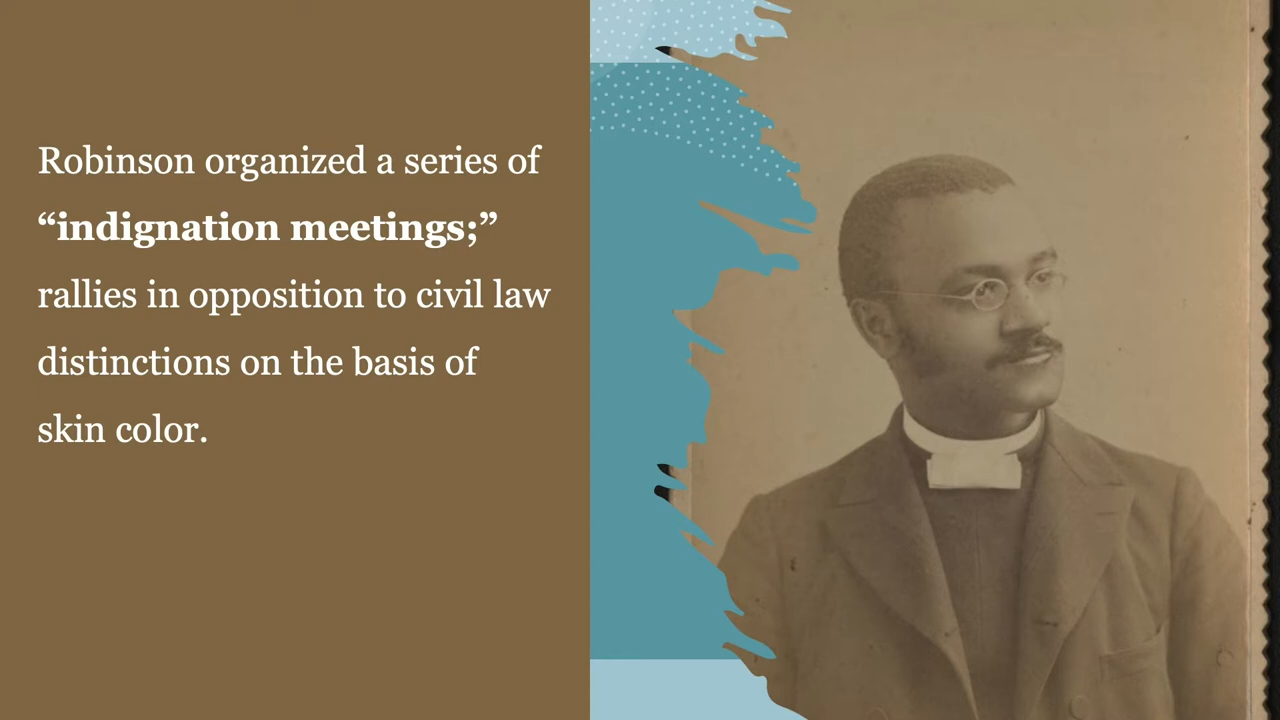 Robinson organized a series of
“indignation meetings;”
rallies in opposition to civil law
distinctions on the basis of
skin color.